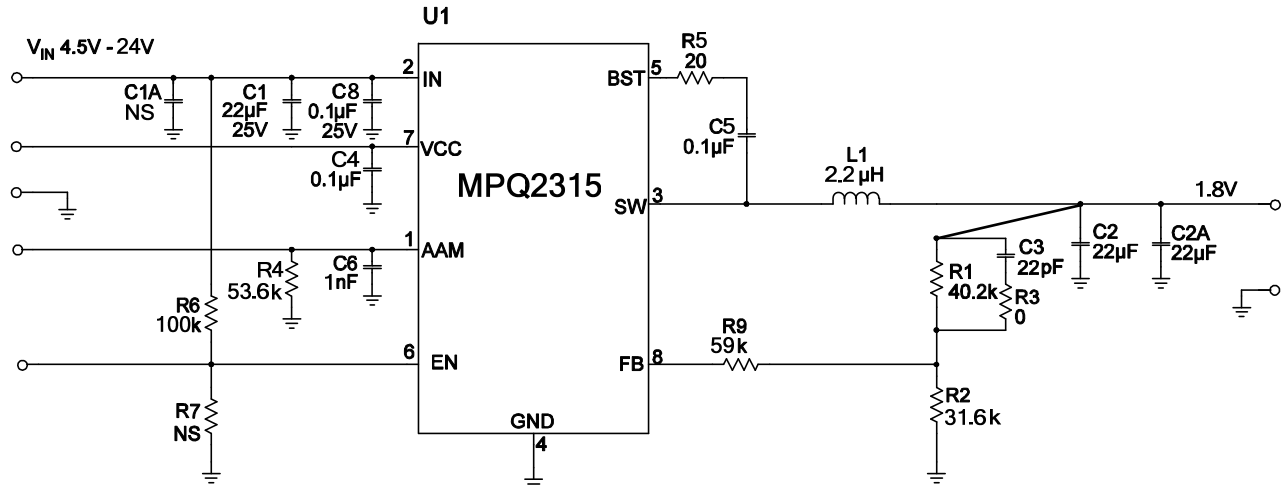 U1
V_IN 4.5V - 24V
C1A
NS
C1
22µF
25V
C8
0.1µF
25V
2
IN
BST
5
R5
20
C5
0.1µF
7
VCC
C4
0.1µF
MPQ2315
L1
2.2 µH
SW
3
1.8V
1
AAM
R4
53.6k
C6
1nF
C3
22pF
C2
22µF
C2A
22µF
R1
40.2k
R3
0
R6
100k
6
EN
FB
8
R9
59k
R7
NS
R2
31.6k
GND
4